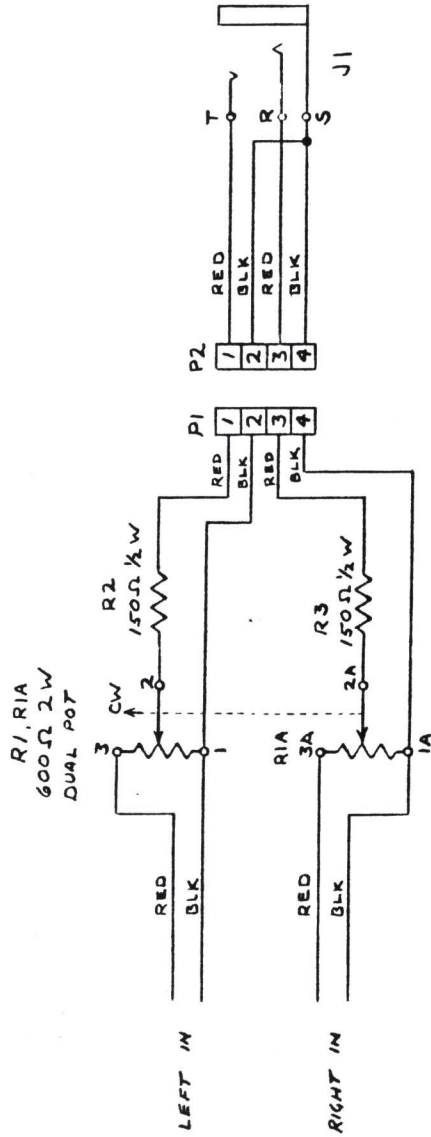 R1, R1A
600Ω 2W
DUAL POT
LEFT IN
RED
BLK
3
1
CW
2
R2
150Ω ½W
RED
BLK
P1
1
2
3
4
RED
BLK
RIGHT IN
RED
BLK
R1A
3A
1A
2A
R3
150Ω ½W
P2
1
2
3
4
RED
BLK
RED
BLK
T
R
S
J1